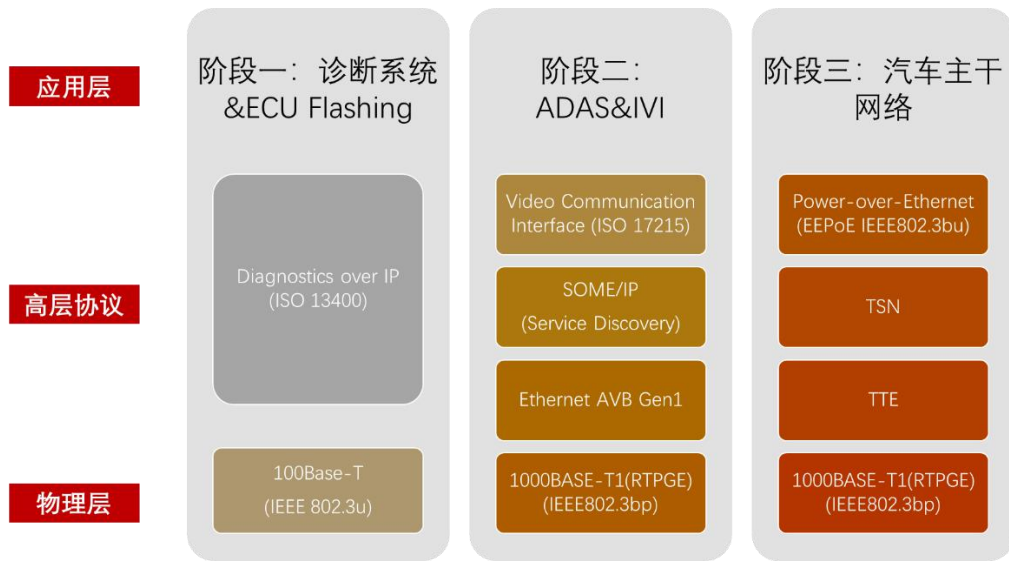 应用层
高层协议
物理层
阶段一：诊断系统
&ECU Flashing
Diagnostics over IP
(ISO 13400)
100Base-T
(IEEE 802.3u)
阶段二：
ADAS&IVI
Video Communication
Interface (ISO 17215)
SOME/IP
(Service Discovery)
Ethernet AVB Gen1
1000BASE-T1(RTPGE)
(IEEE802.3bp)
阶段三：汽车主干
网络
Power-over-Ethernet
(EEPoE IEEE802.3bu)
TSN
TTE
1000BASE-T1(RTPGE)
(IEEE802.3bp)